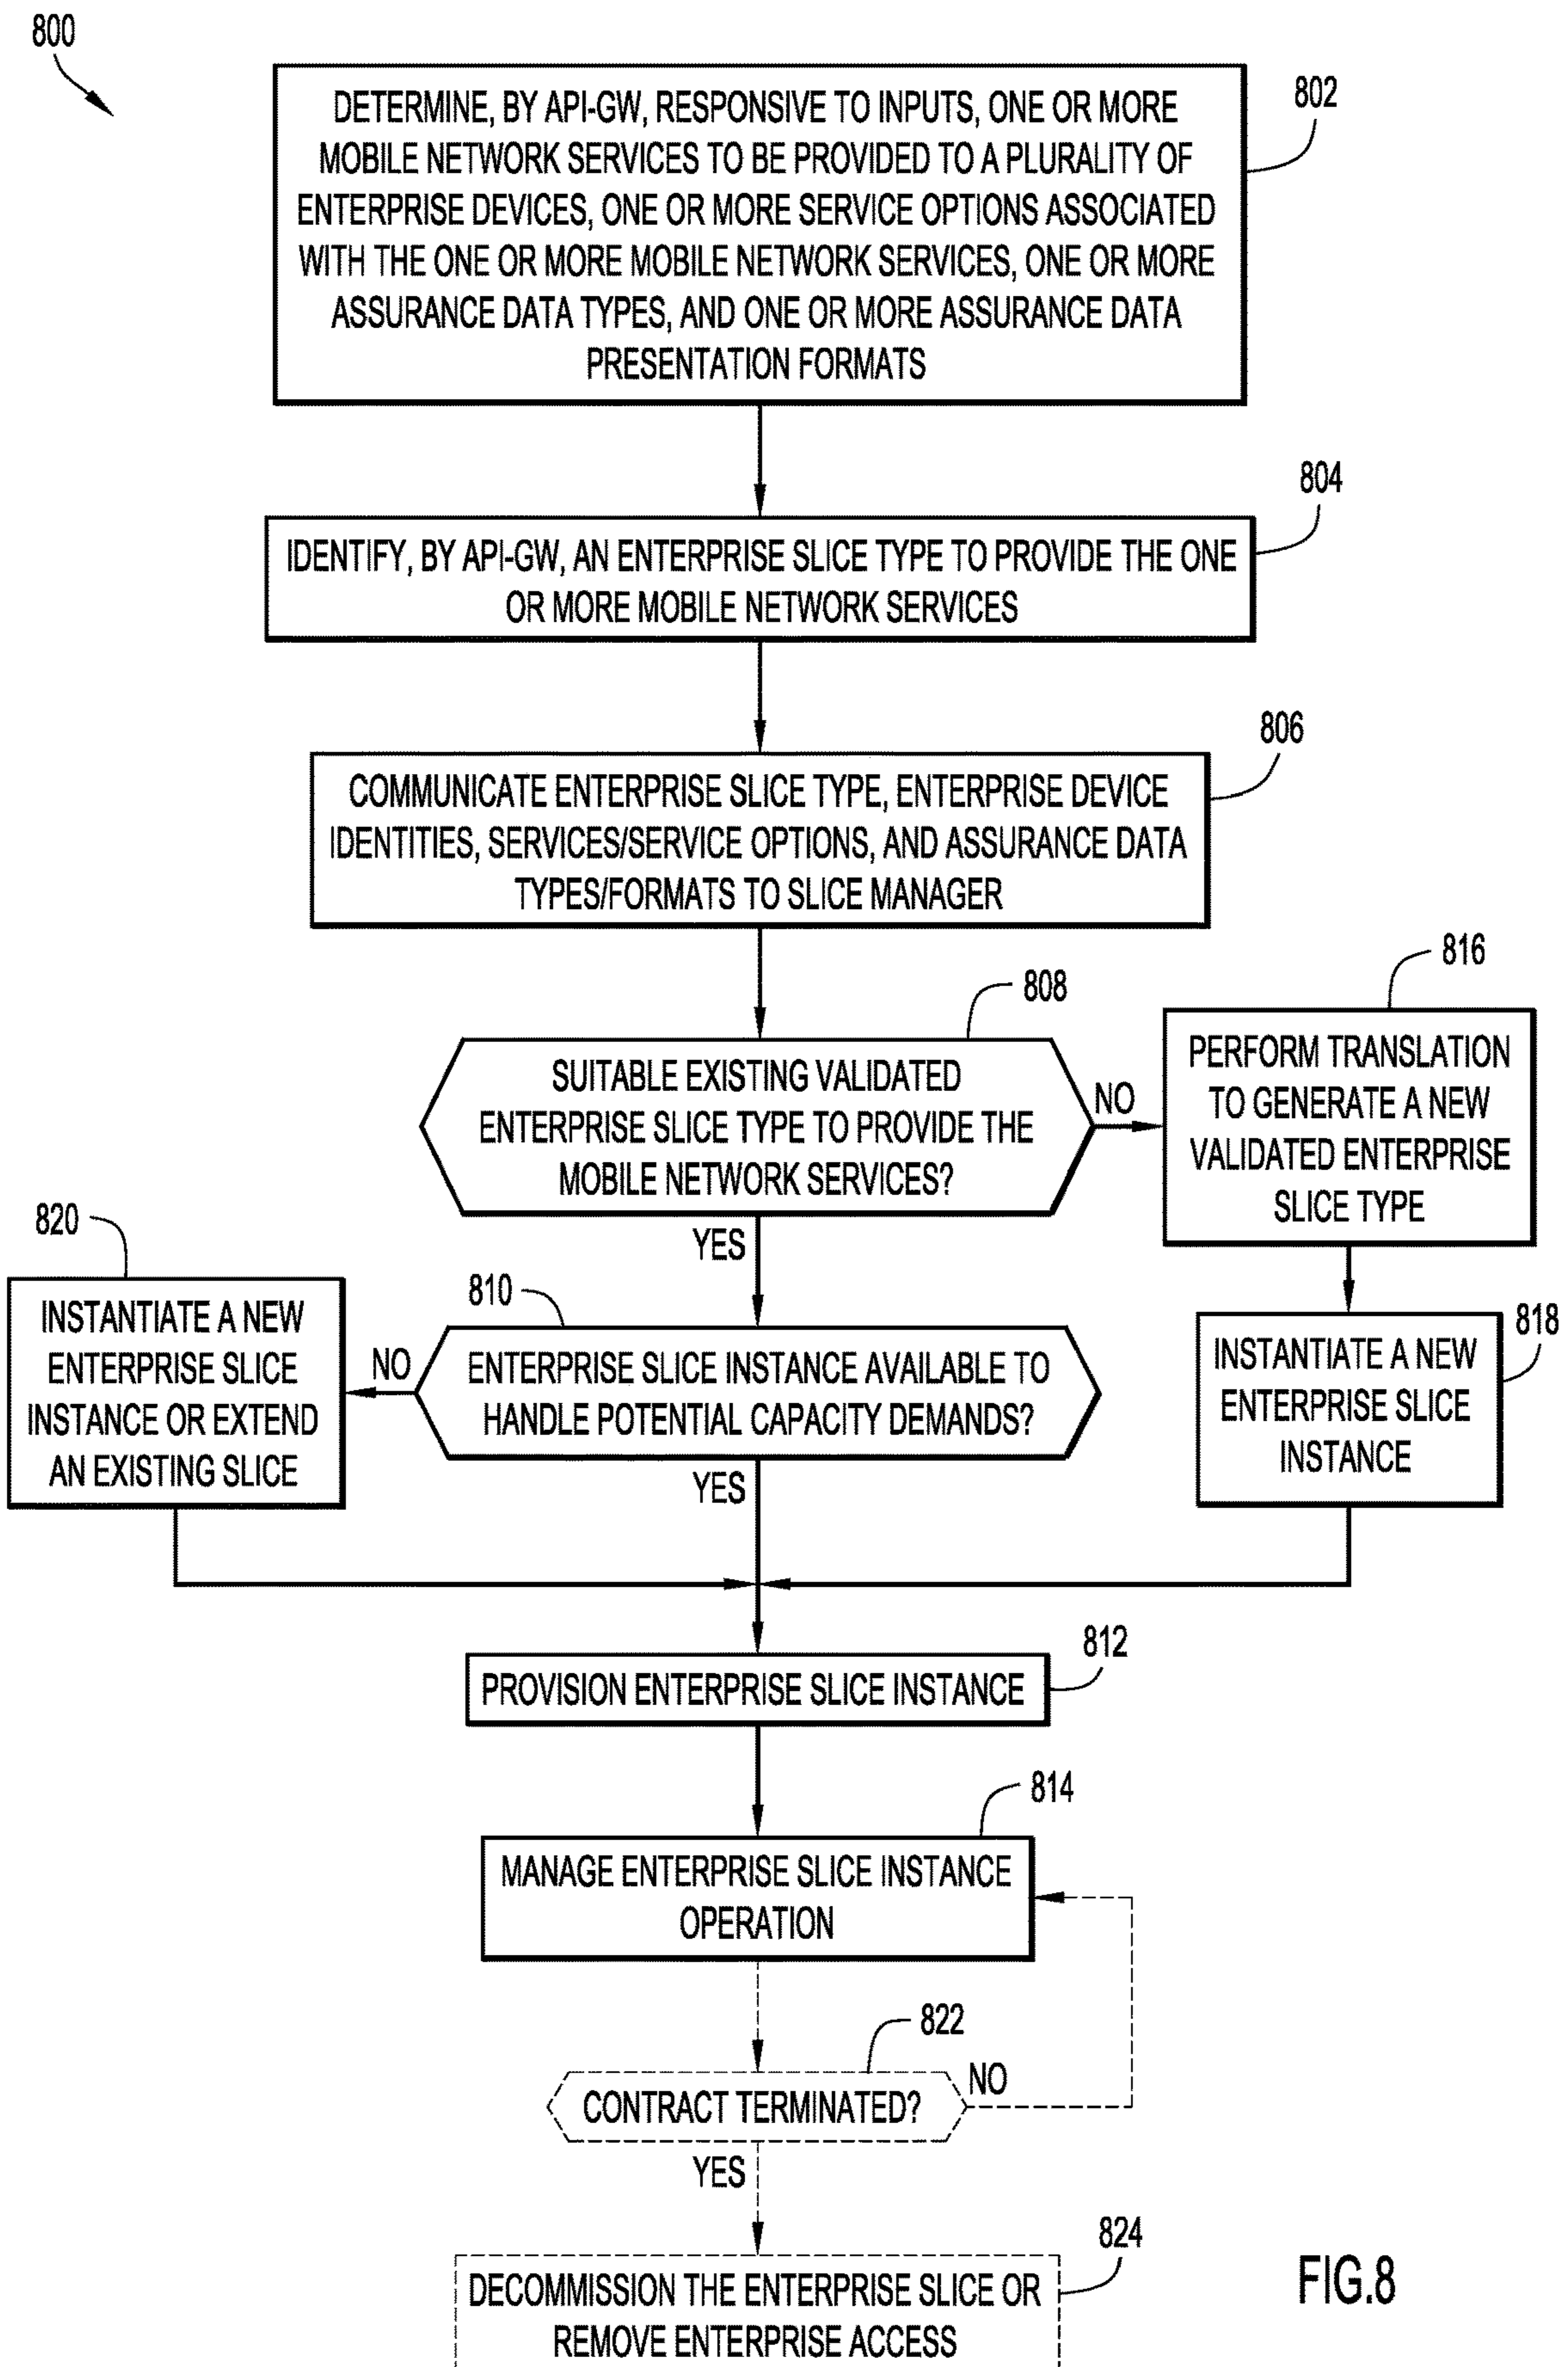 800
802
DETERMINE, BY API-GW, RESPONSIVE TO INPUTS, ONE OR MORE
MOBILE NETWORK SERVICES TO BE PROVIDED TO A PLURALITY OF
ENTERPRISE DEVICES, ONE OR MORE SERVICE OPTIONS ASSOCIATED
WITH THE ONE OR MORE MOBILE NETWORK SERVICES, ONE OR MORE
ASSURANCE DATA TYPES, AND ONE OR MORE ASSURANCE DATA
PRESENTATION FORMATS
804
IDENTIFY, BY API-GW, AN ENTERPRISE SLICE TYPE TO PROVIDE THE ONE
OR MORE MOBILE NETWORK SERVICES
806
COMMUNICATE ENTERPRISE SLICE TYPE, ENTERPRISE DEVICE
IDENTITIES, SERVICES/SERVICE OPTIONS, AND ASSURANCE DATA
TYPES/FORMATS TO SLICE MANAGER
808
SUITABLE EXISTING VALIDATED
ENTERPRISE SLICE TYPE TO PROVIDE THE
MOBILE NETWORK SERVICES?
NO
816
PERFORM TRANSLATION
TO GENERATE A NEW
VALIDATED ENTERPRISE
SLICE TYPE
YES
820
INSTANTIATE A NEW
ENTERPRISE SLICE
INSTANCE OR EXTEND
AN EXISTING SLICE
NO
810
ENTERPRISE SLICE INSTANCE AVAILABLE TO
HANDLE POTENTIAL CAPACITY DEMANDS?
YES
818
INSTANTIATE A NEW
ENTERPRISE SLICE
INSTANCE
812
PROVISION ENTERPRISE SLICE INSTANCE
814
MANAGE ENTERPRISE SLICE INSTANCE
OPERATION
822
CONTRACT TERMINATED?
NO
YES
824
DECOMMISSION THE ENTERPRISE SLICE OR
REMOVE ENTERPRISE ACCESS
FIG.8